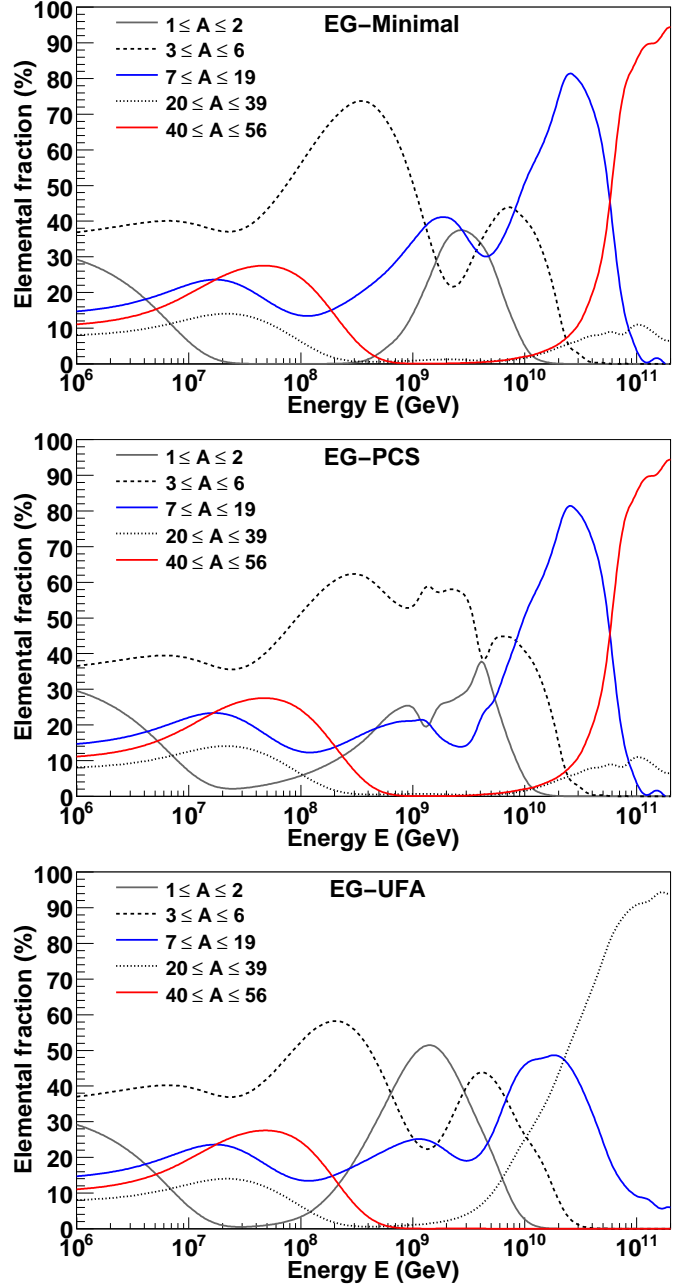 EG−Minimal
1 ≤ A ≤ 2
3 ≤ A ≤ 6
7 ≤ A ≤ 19
20 ≤ A ≤ 39
40 ≤ A ≤ 56
Elemental fraction (%)
100
90
80
70
60
50
40
30
20
10
0
10⁶ 10⁷ 10⁸ 10⁹ 10¹⁰ 10¹¹
Energy E (GeV)
EG−PCS
1 ≤ A ≤ 2
3 ≤ A ≤ 6
7 ≤ A ≤ 19
20 ≤ A ≤ 39
40 ≤ A ≤ 56
Elemental fraction (%)
100
90
80
70
60
50
40
30
20
10
0
10⁶ 10⁷ 10⁸ 10⁹ 10¹⁰ 10¹¹
Energy E (GeV)
EG−UFA
1 ≤ A ≤ 2
3 ≤ A ≤ 6
7 ≤ A ≤ 19
20 ≤ A ≤ 39
40 ≤ A ≤ 56
Elemental fraction (%)
100
90
80
70
60
50
40
30
20
10
0
10⁶ 10⁷ 10⁸ 10⁹ 10¹⁰ 10¹¹
Energy E (GeV)